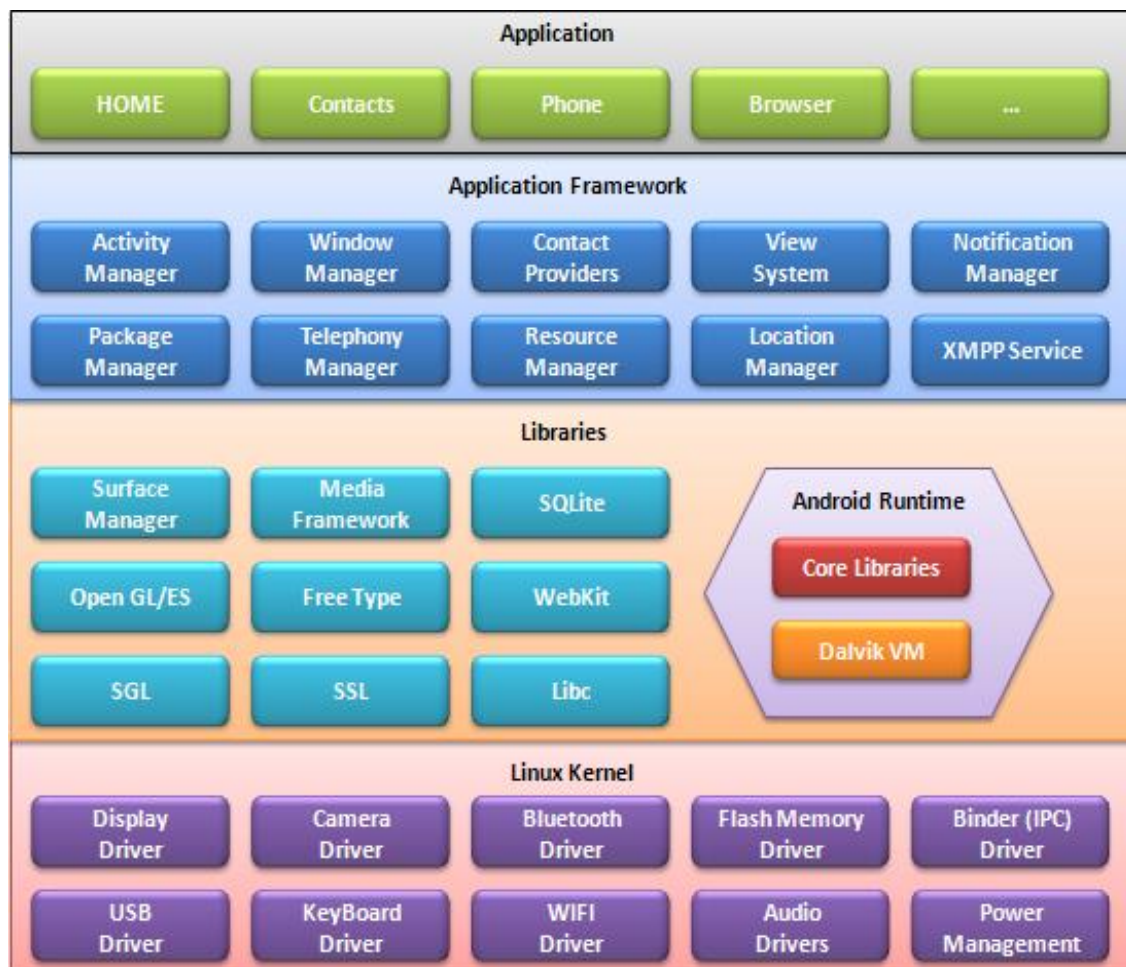 Application
HOME
Contacts
Phone
Browser
...
Application Framework
Activity
Manager
Window
Manager
Contact
Providers
View
System
Notification
Manager
Package
Manager
Telephony
Manager
Resource
Manager
Location
Manager
XMPP Service
Libraries
Surface
Manager
Media
Framework
SQLite
Open GL/ES
Free Type
WebKit
SGL
SSL
Libc
Android Runtime
Core Libraries
Dalvik VM
Linux Kernel
Display
Driver
Camera
Driver
Bluetooth
Driver
Flash Memory
Driver
Binder (IPC)
Driver
USB
Driver
KeyBoard
Driver
WIFI
Driver
Audio
Drivers
Power
Management